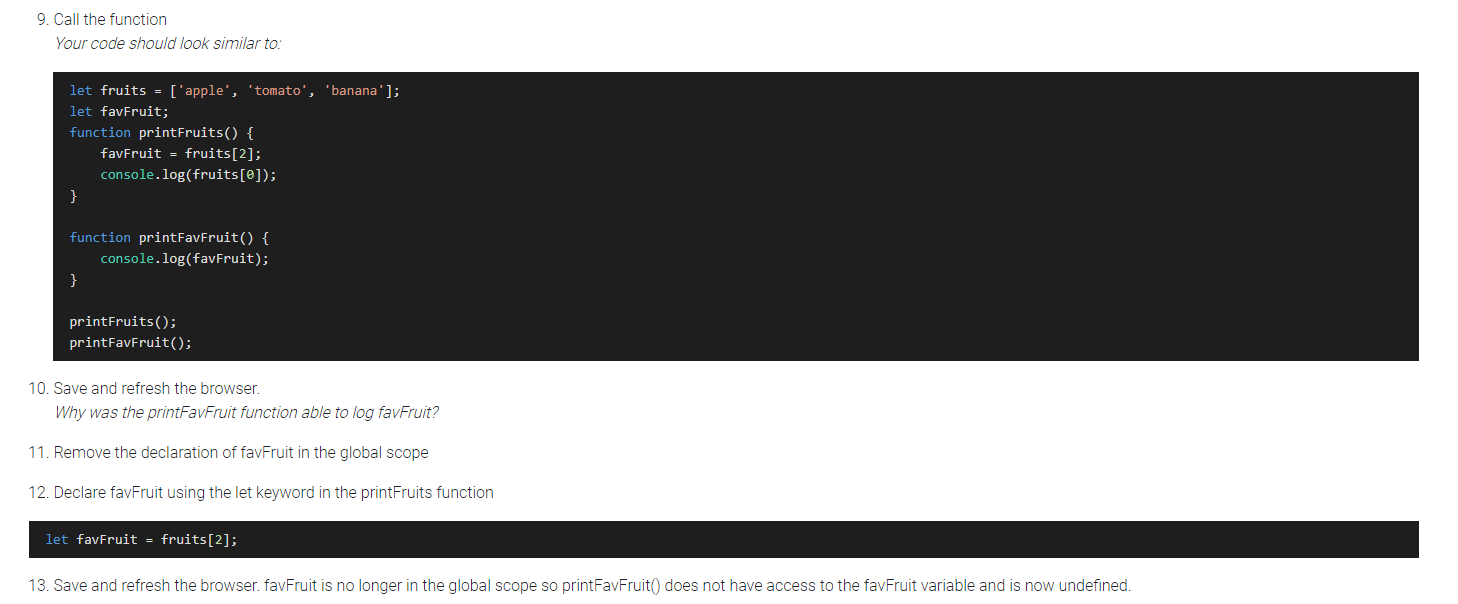 9. Call the function
Your code should look similar to:
let fruits = ['apple', 'tomato', 'banana'];
let favFruit;
function printFruits() {
    favFruit = fruits[2];
    console.log(fruits[0]);
}
function printFavFruit() {
    console.log(favFruit);
}
printFruits();
printFavFruit();
10. Save and refresh the browser.
Why was the printFavFruit function able to log favFruit?
11. Remove the declaration of favFruit in the global scope
12. Declare favFruit using the let keyword in the printFruits function
let favFruit = fruits[2];
13. Save and refresh the browser. favFruit is no longer in the global scope so printFavFruit() does not have access to the favFruit variable and is now undefined.